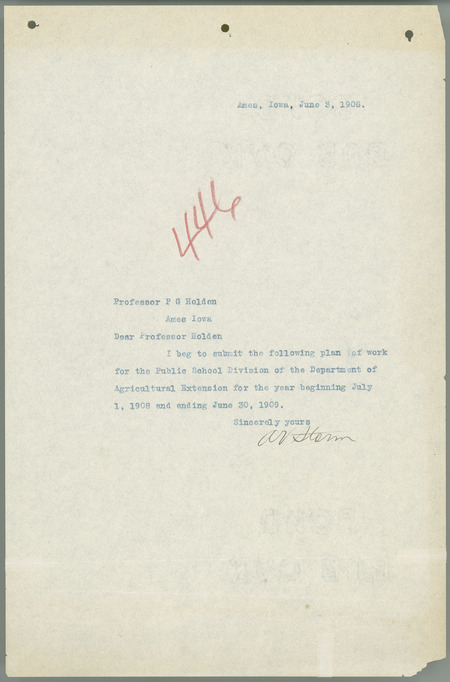 Ames, Iowa, June 3, 1908.
446
Professor P G Holden
Ames Iowa
Dear Professor Holden
I beg to submit the following plan of work
for the Public School Division of the Department of
Agricultural Extension for the year beginning July
1, 1908 and ending June 30, 1909.
Sincerely yours
A V Storm